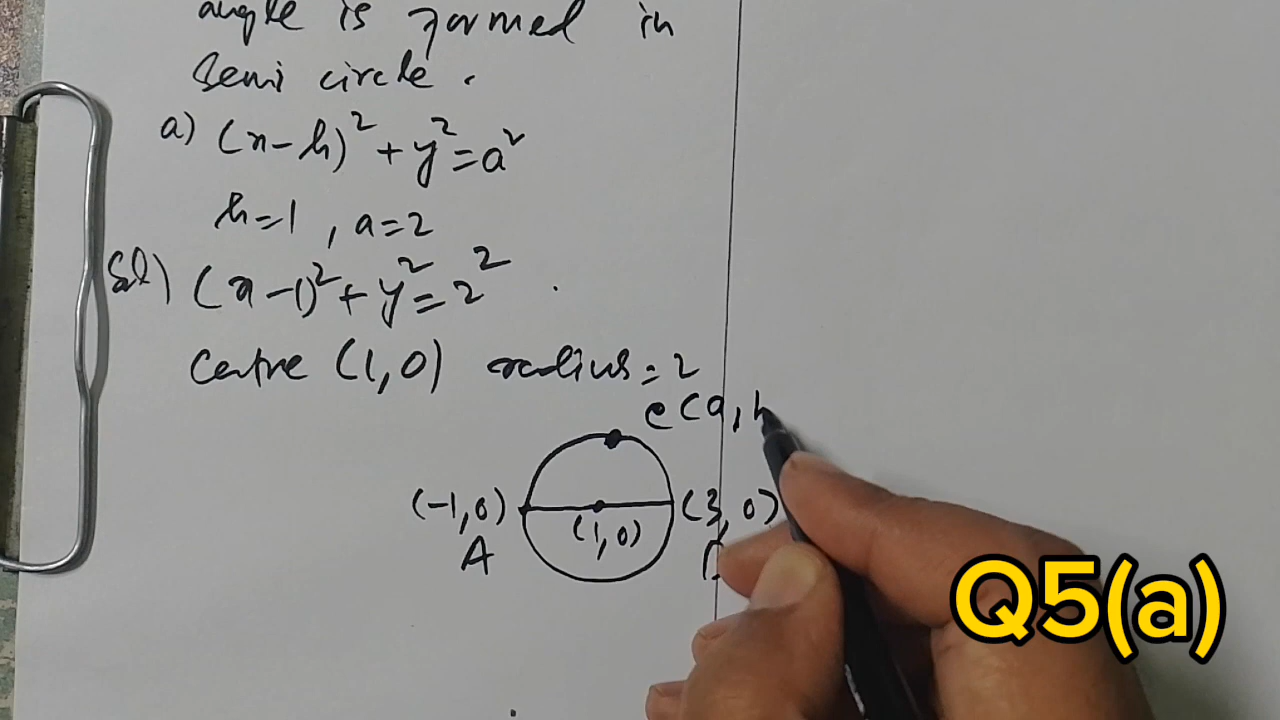 angle is formed in
Semi circle.
a) (x-h)²+y²=a²
h=1, a=2
Sol) (x-1)²+y²=2²
Centre (1,0) radius=2
C(a,
(-1,0) (1,0) (3,0)
A
Q5(a)